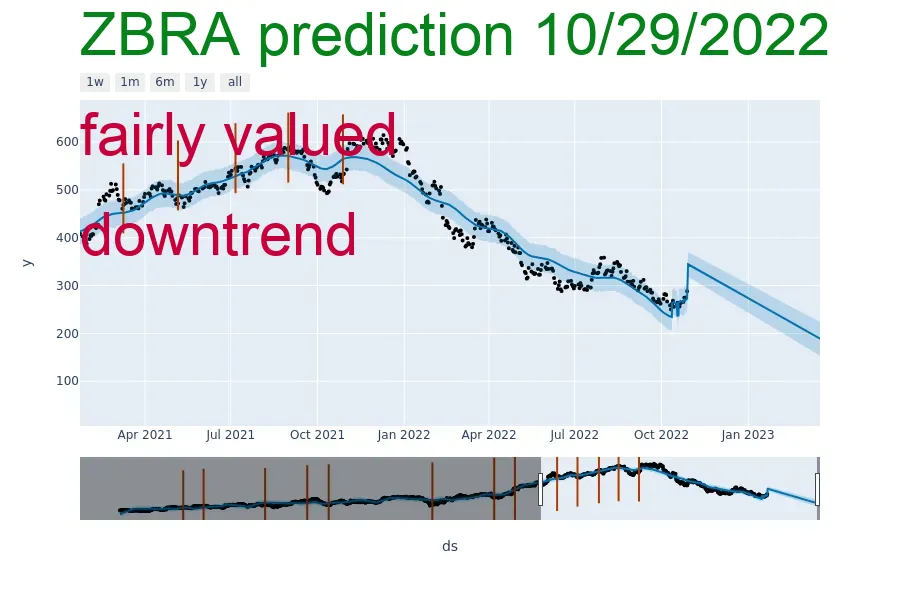 ZBRA prediction 10/29/2022
1w 1m 6m 1y all
fairly valued
600
500
downtrend
400
300
200
100
y
Apr 2021 Jul 2021 Oct 2021 Jan 2022 Apr 2022 Jul 2022 Oct 2022 Jan 2023
ds